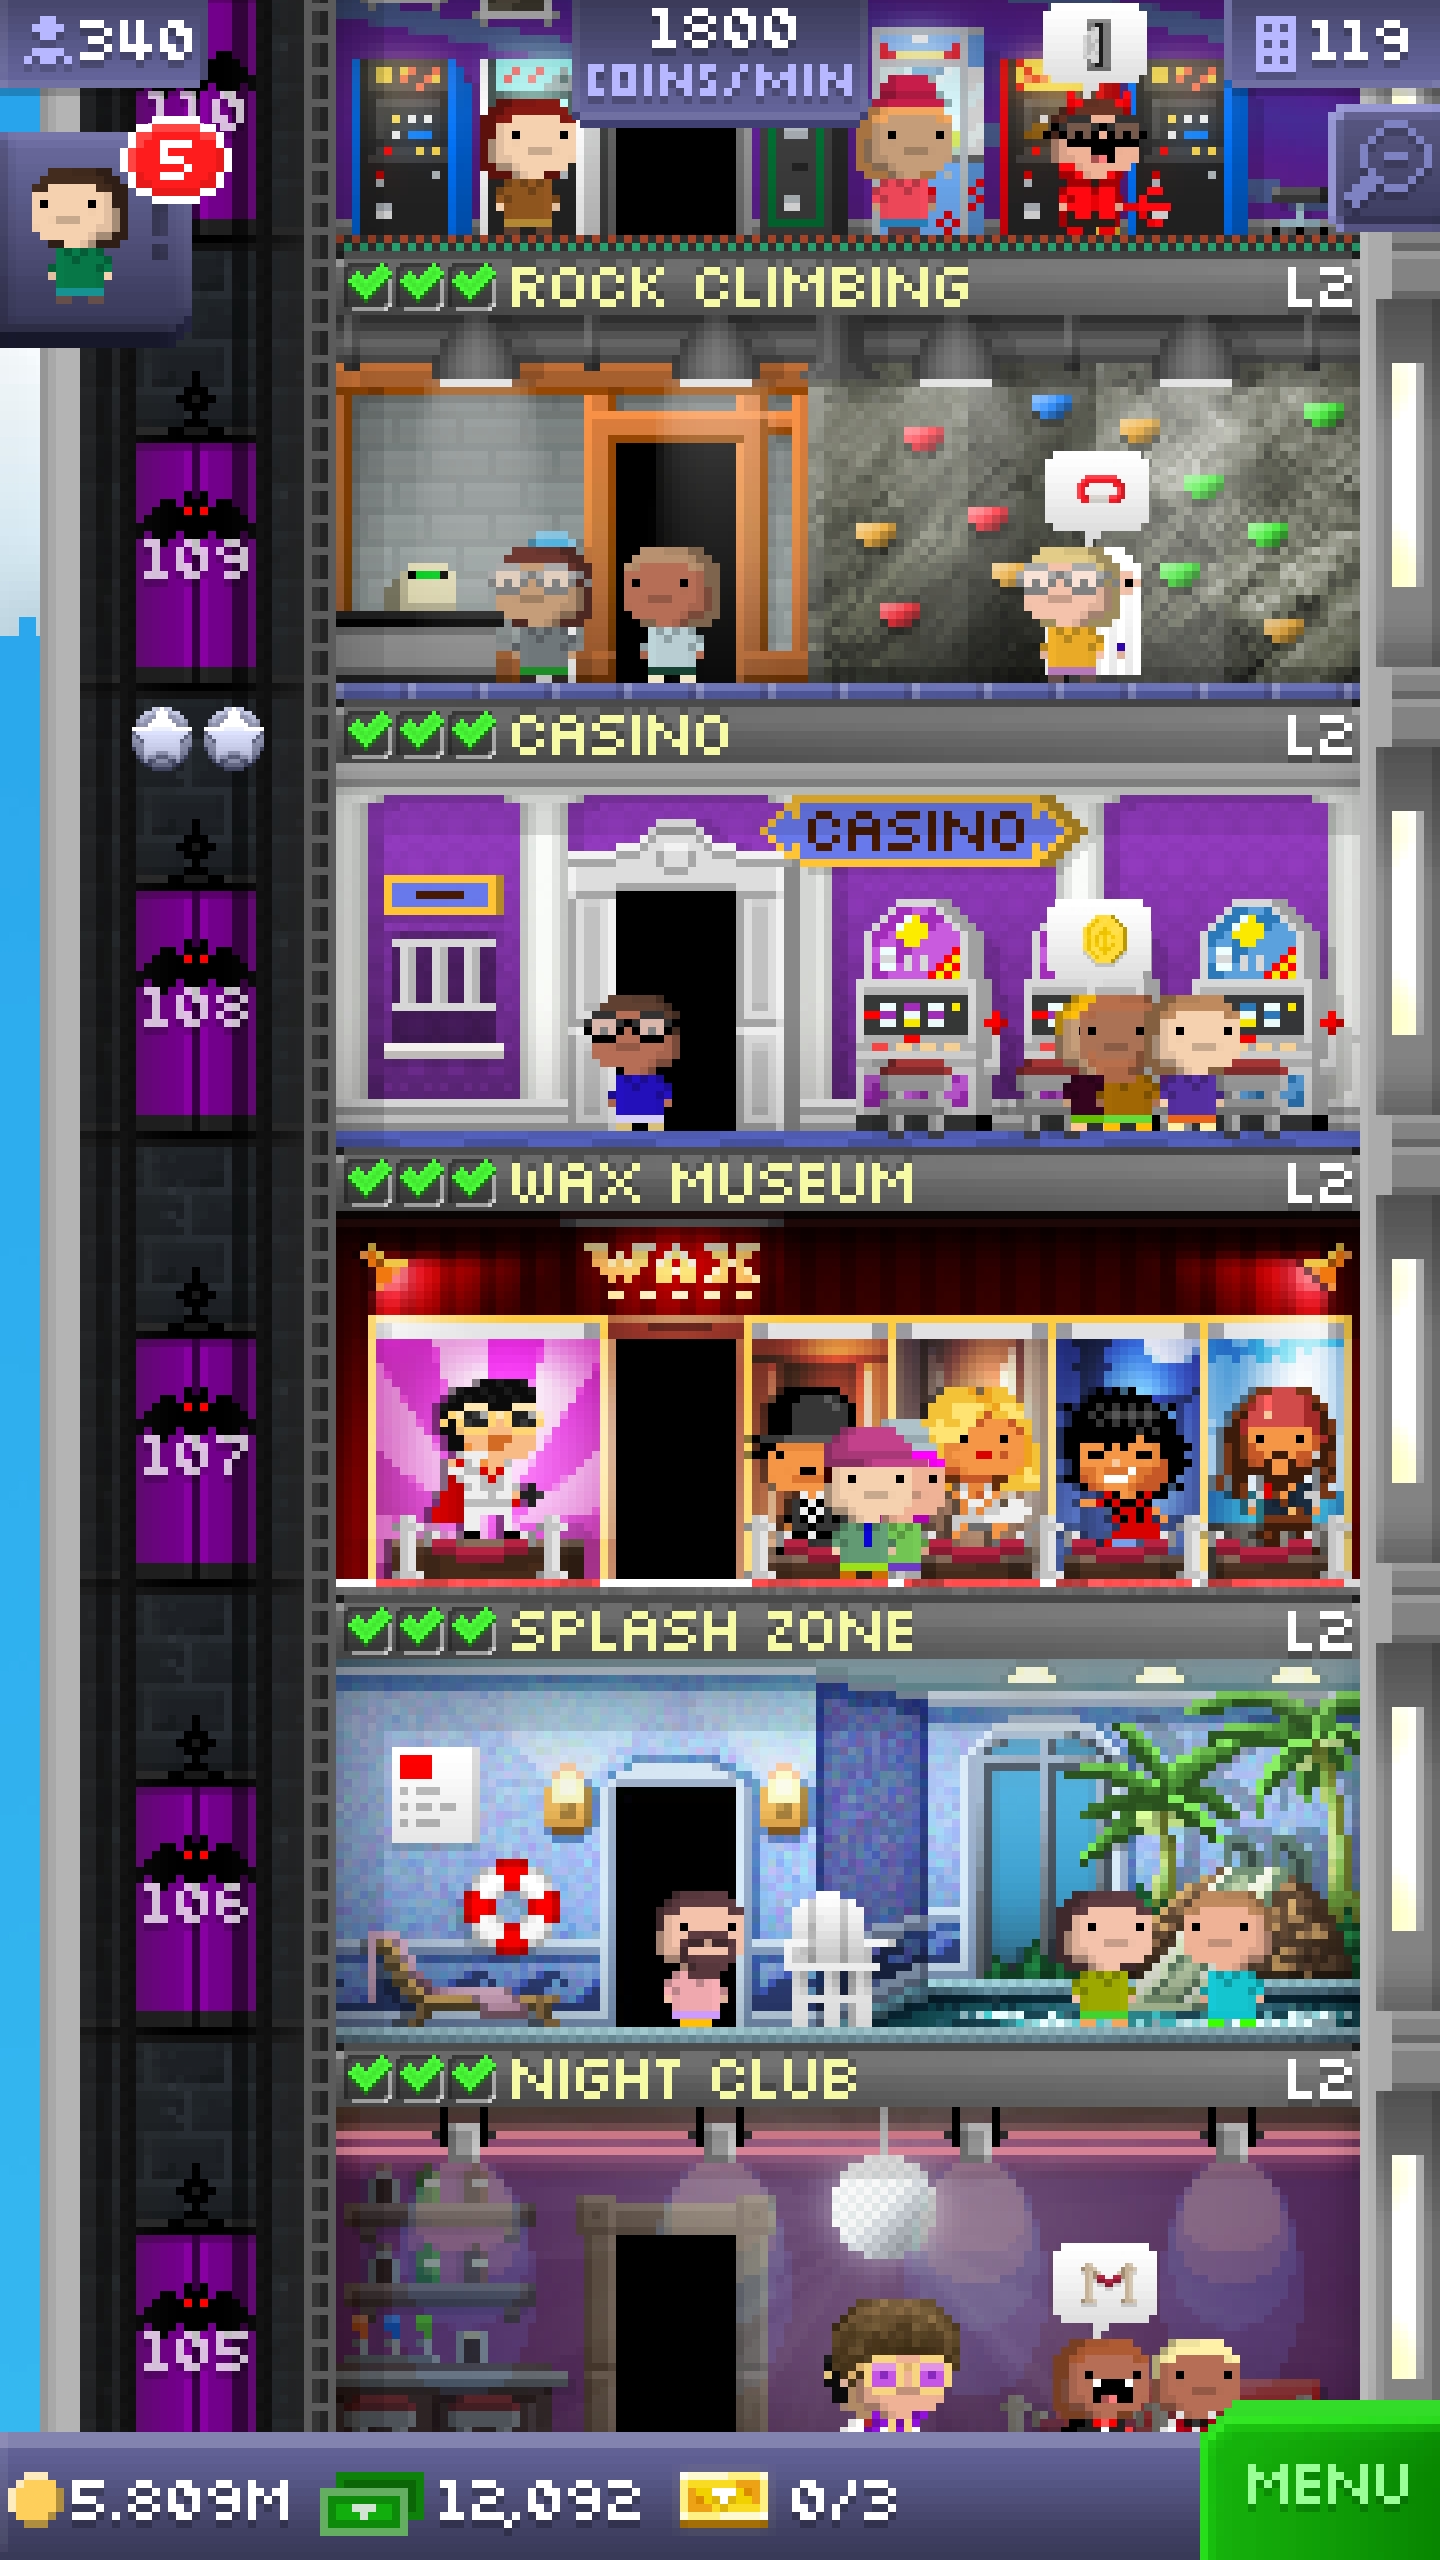 340
1800
COINS/MIN
119
5
110
ROCK CLIMBING L2
109
CASINO L2
CASINO
108
WAX MUSEUM L2
WAX
107
SPLASH ZONE L2
106
NIGHT CLUB L2
105
5.809M 12,092 0/3 MENU